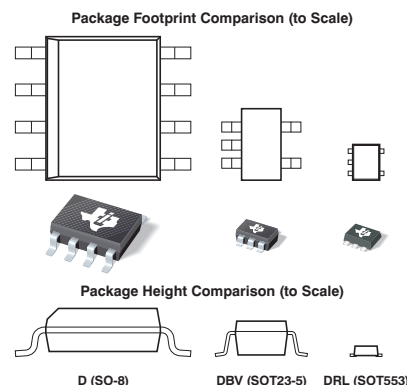 Package Footprint Comparison (to Scale)
Package Height Comparison (to Scale)
D (SO-8)
DBV (SOT23-5)
DRL (SOT553)